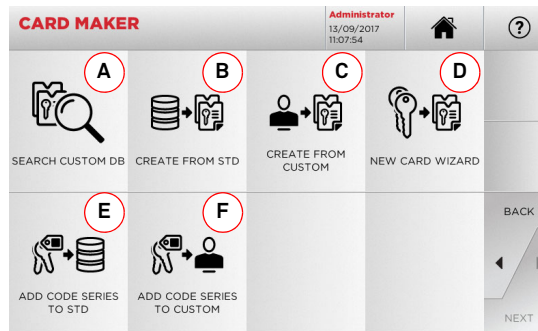 CARD MAKER
Administrator
13/09/2017
11:07:54
?
A
B
C
D
SEARCH CUSTOM DB
CREATE FROM STD
CREATE FROM
CUSTOM
NEW CARD WIZARD
E
F
BACK
ADD CODE SERIES
TO STD
ADD CODE SERIES
TO CUSTOM
NEXT